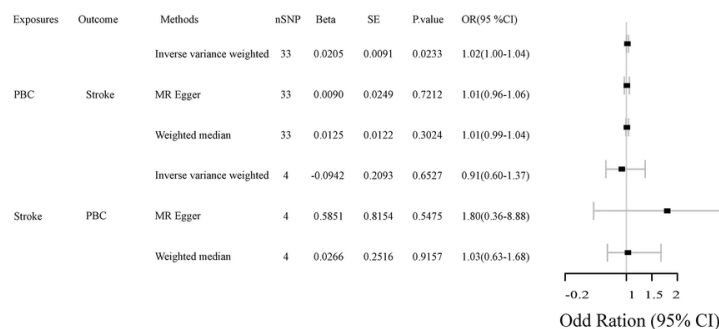 Exposures Outcome Methods nSNP Beta SE P.value OR(95 %CI)
Inverse variance weighted 33 0.0205 0.0091 0.0233 1.02(1.00-1.04)
PBC Stroke MR Egger 33 0.0090 0.0249 0.7212 1.01(0.96-1.06)
Weighted median 33 0.0125 0.0122 0.3024 1.01(0.99-1.04)
Inverse variance weighted 4 -0.0942 0.2093 0.6527 0.91(0.60-1.37)
Stroke PBC MR Egger 4 0.5851 0.8154 0.5475 1.80(0.36-8.88)
Weighted median 4 0.0266 0.2516 0.9157 1.03(0.63-1.68)
-0.2 1 1.5 2
Odd Ration (95% CI)